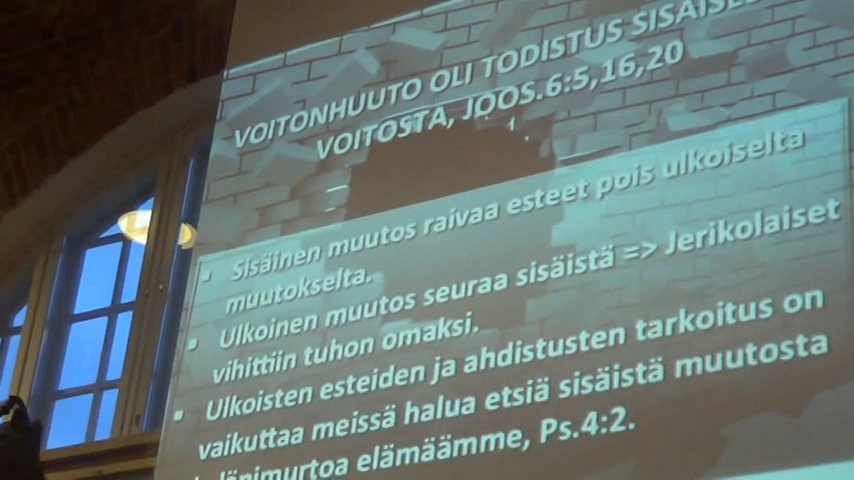 VOITONHUUTO OLI TODISTUS
VOITOSTA, JOOS.6:5,16,20
▪ Sisäinen muutos raivaa esteet pois ulkoiselta
muutokselta.
▪ Ulkoinen muutos seuraa sisäistä => Jerikolaiset
vihittiin tuhon omaksi.
▪ Ulkoisten esteiden ja ahdistusten tarkoitus on
vaikuttaa meissä halua etsiä sisäistä muutosta
elämäämme, Ps.4:2.